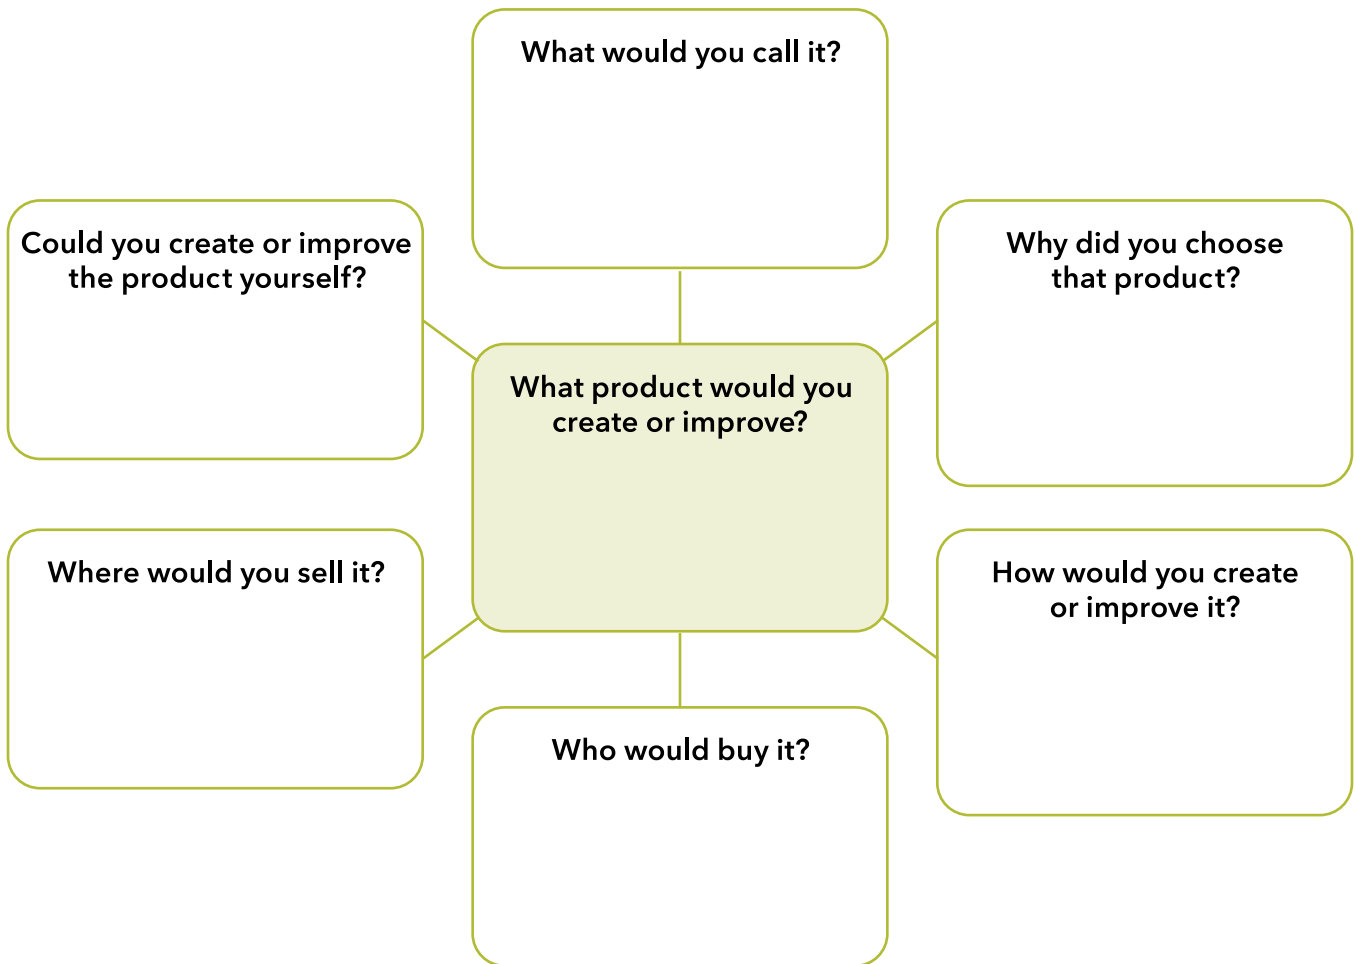 What would you call it?
Could you create or improve
the product yourself?
Why did you choose
that product?
What product would you
create or improve?
Where would you sell it?
How would you create
or improve it?
Who would buy it?